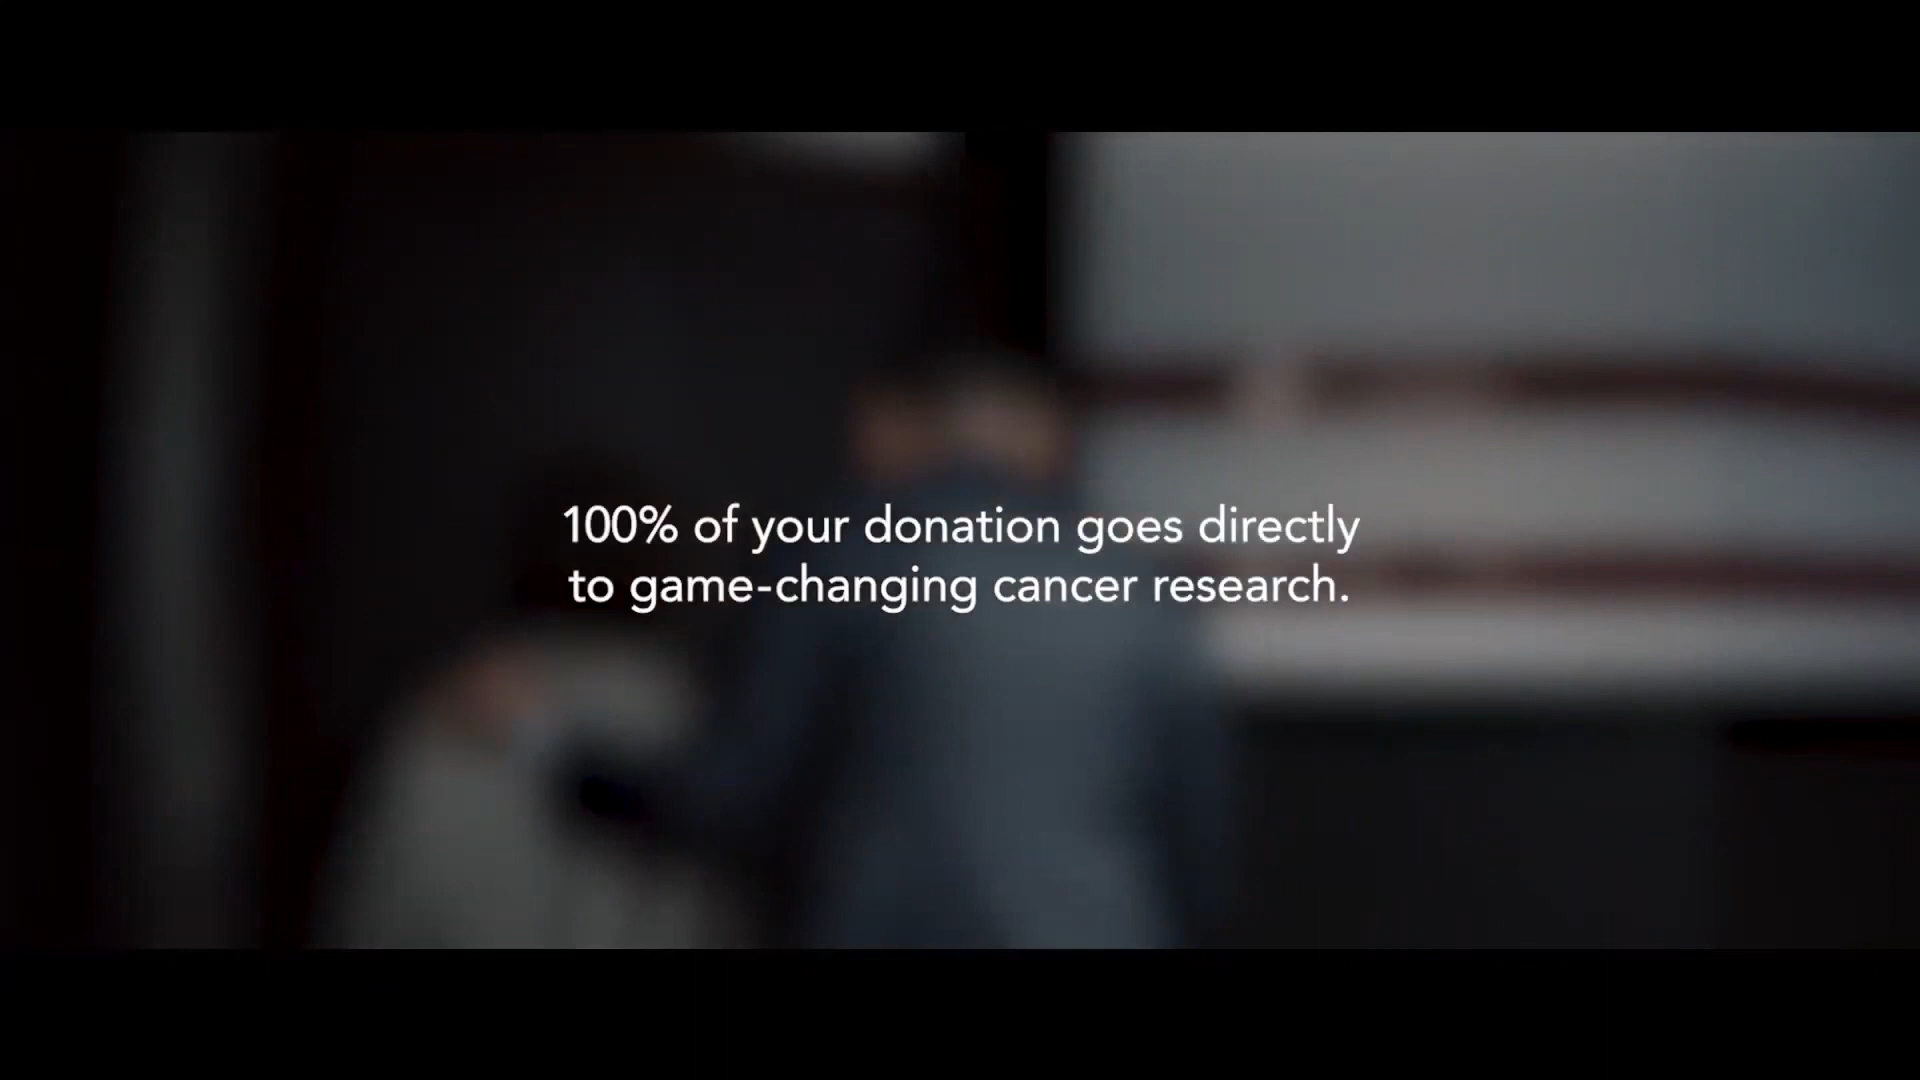 100% of your donation goes directly
to game-changing cancer research.